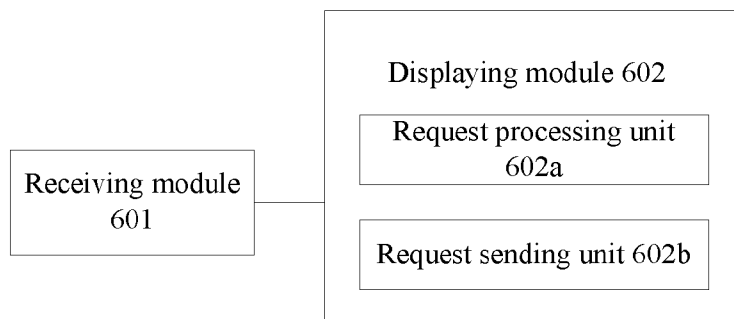 Displaying module 602
Request processing unit
602a
Receiving module
601
Request sending unit 602b